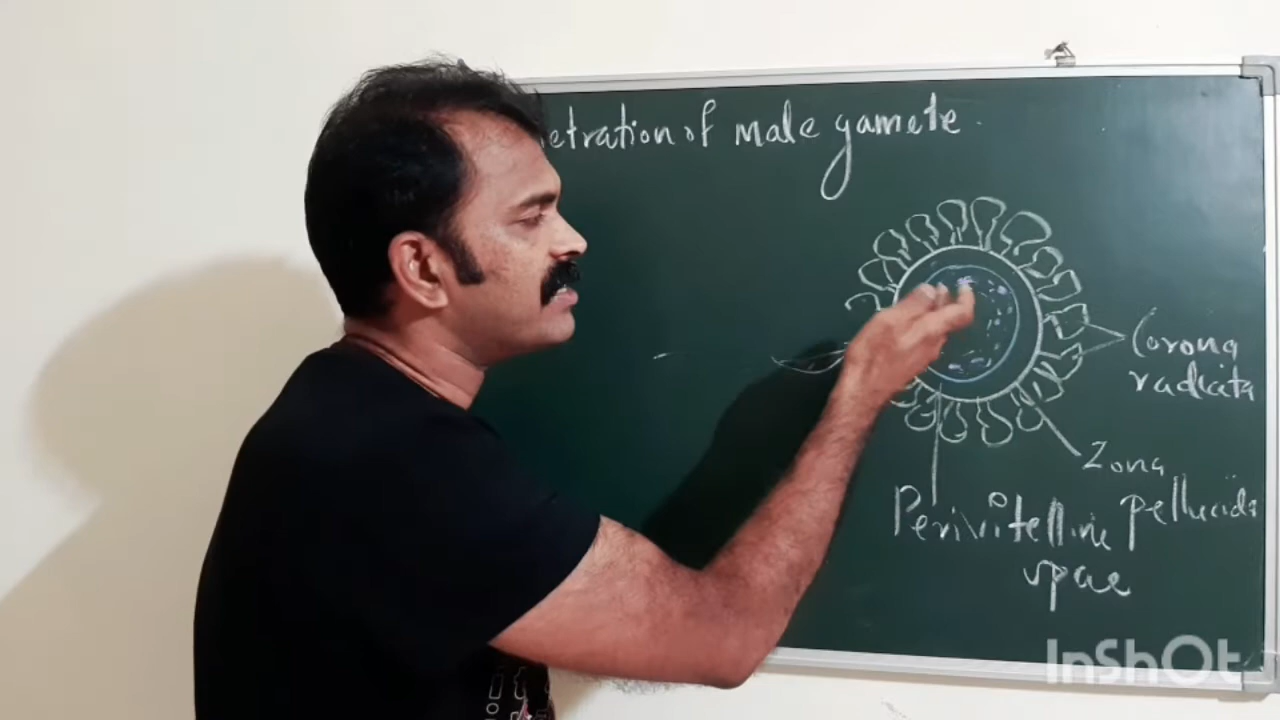 etration of male gamete.
Corona
radiata
Zona
pellucida
Perivitelline
space
InShOt